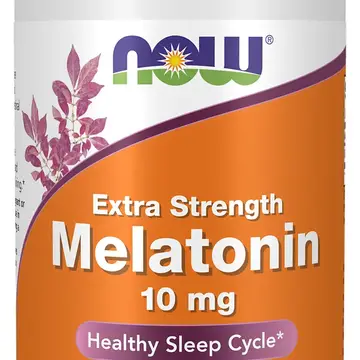 NOW
®
Extra Strength
Melatonin
10 mg
Healthy Sleep Cycle*